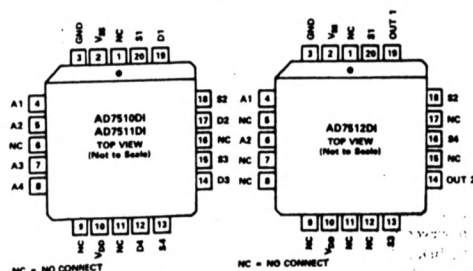 GND VSS NC S1 D1
3 2 1 20 19
A1 4 18 S2
A2 5 17 D2
NC 6 16 NC
A3 7 15 S3
A4 8 14 D3
AD7510DI
AD7511DI
TOP VIEW
(Not to Scale)
9 10 11 12 13
NC VDD NC D4 S4
NC = NO CONNECT
GND VSS NC S1 OUT 1
3 2 1 20 19
A1 4 18 S2
NC 5 17 NC
A2 6 16 S4
NC 7 15 NC
NC 8 14 OUT 2
AD7512DI
TOP VIEW
(Not to Scale)
9 10 11 12 13
NC VDD NC NC S3
NC = NO CONNECT